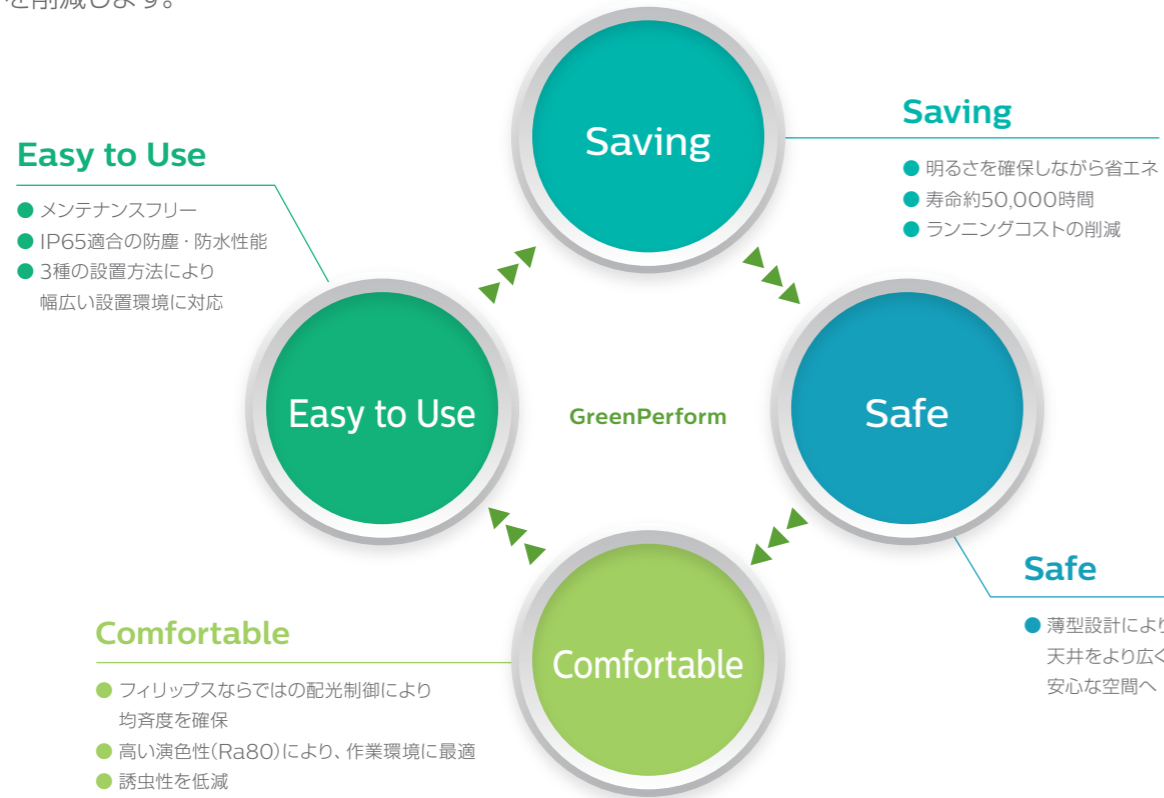 を削減します。
Saving
Saving
明るさを確保しながら省エネ
寿命約50,000時間
ランニングコストの削減
Easy to Use
メンテナンスフリー
IP65適合の防塵・防水性能
3種の設置方法により
幅広い設置環境に対応
Easy to Use
GreenPerform
Safe
Safe
薄型設計により
天井をより広く
安心な空間へ
Comfortable
フィリップスならではの配光制御により
均斉度を確保
高い演色性(Ra80)により、作業環境に最適
誘虫性を低減
Comfortable